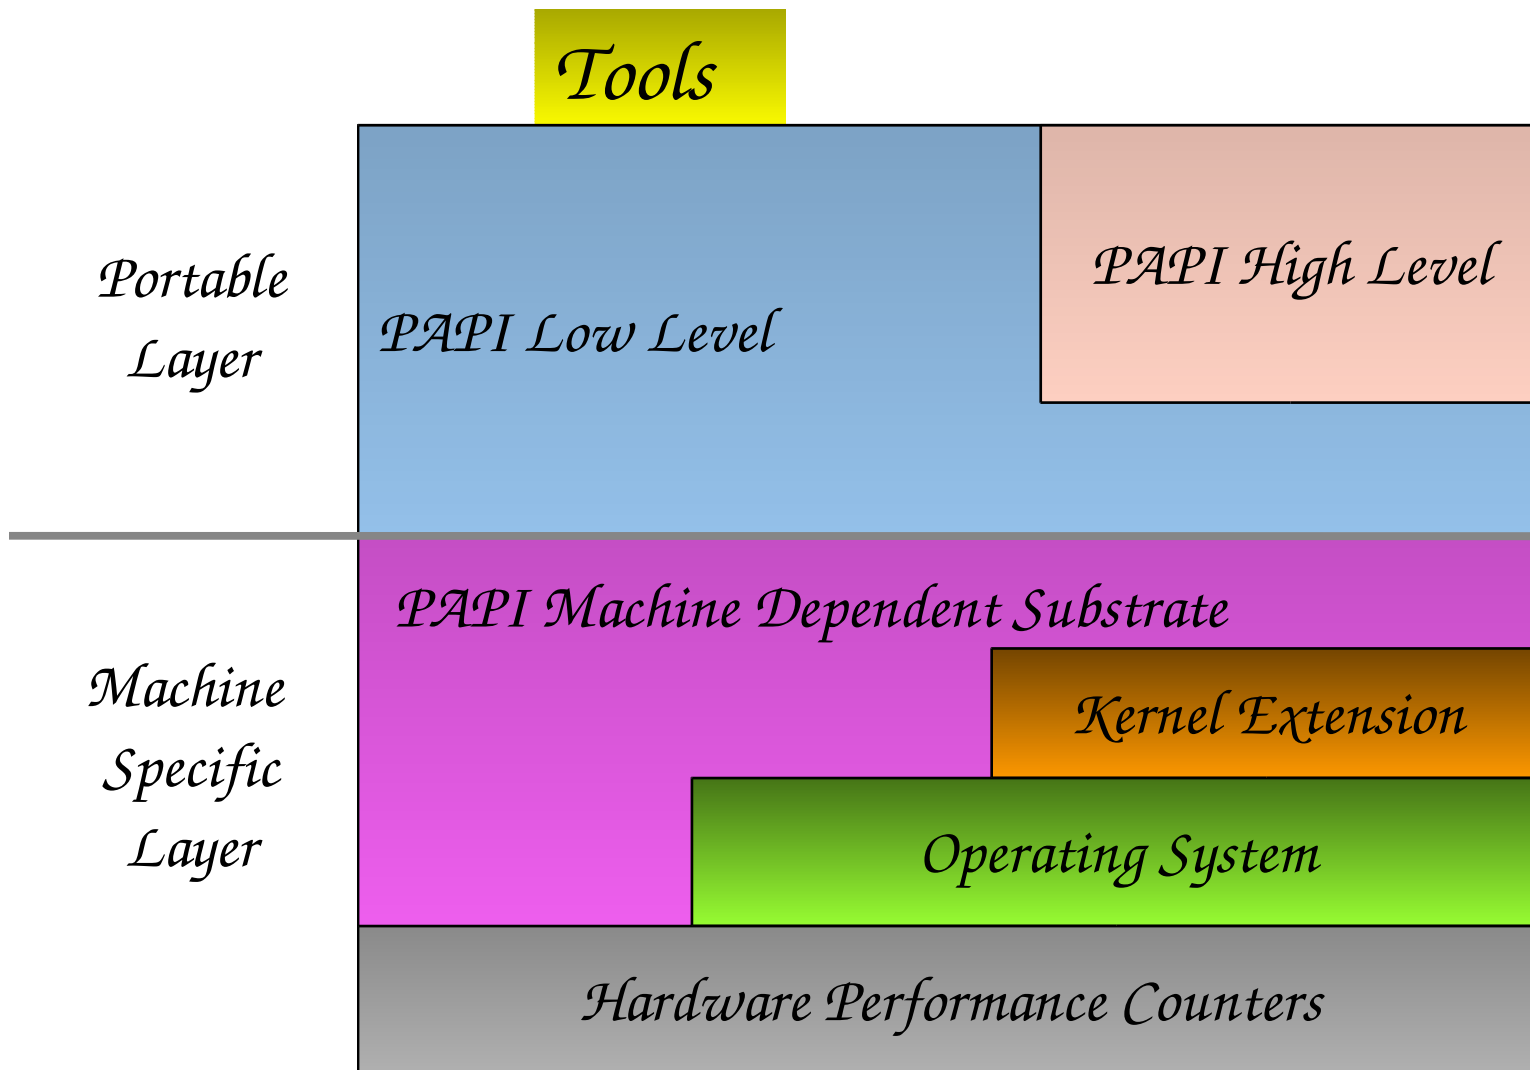 Tools
PAPI High Level
Portable
Layer
PAPI Low Level
PAPI Machine Dependent Substrate
Machine
Specific
Layer
Kernel Extension
Operating System
Hardware Performance Counters